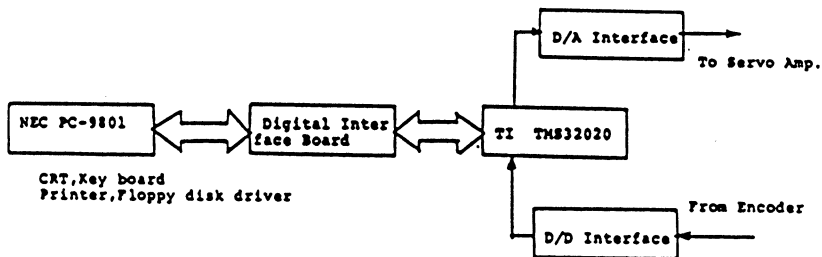 D/A Interface
To Servo Amp.
NEC PC-9801
Digital Inter
face Board
TI TMS32020
CRT,Key board
Printer,Floppy disk driver
From Encoder
D/D Interface